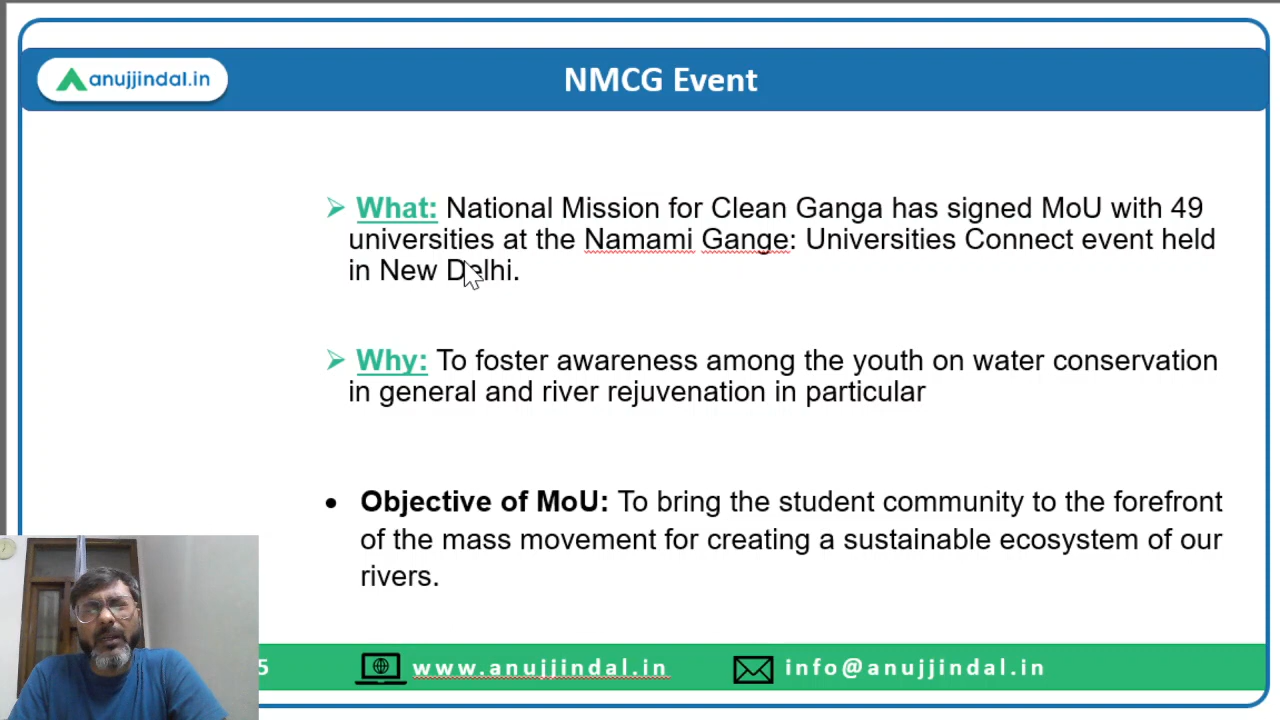 anujjindal.in
NMCG Event
➢ What: National Mission for Clean Ganga has signed MoU with 49
universities at the Namami Gange: Universities Connect event held
in New Delhi.
➢ Why: To foster awareness among the youth on water conservation
in general and river rejuvenation in particular
• Objective of MoU: To bring the student community to the forefront
of the mass movement for creating a sustainable ecosystem of our
rivers.
5 www.anujjindal.in info@anujjindal.in